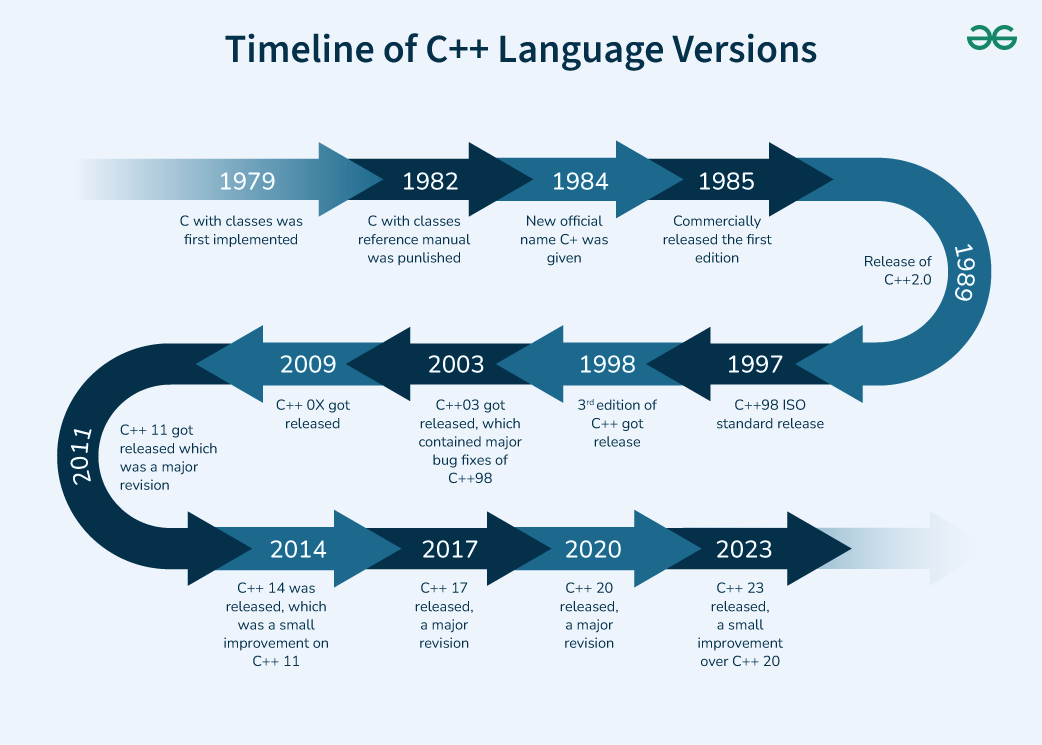 Timeline of C++ Language Versions
1979
C with classes was
first implemented
1982
C with classes
reference manual
was punlished
1984
New official
name C+ was
given
1985
Commercially
released the first
edition
1989
Release of
C++2.0
1997
C++98 ISO
standard release
1998
3rd edition of
C++ got
release
2003
C++03 got
released, which
contained major
bug fixes of
C++98
2009
C++ 0X got
released
2011
C++ 11 got
released which
was a major
revision
2014
C++ 14 was
released, which
was a small
improvement on
C++ 11
2017
C++ 17
released,
a major
revision
2020
C++ 20
released,
a major
revision
2023
C++ 23
released,
a small
improvement
over C++ 20